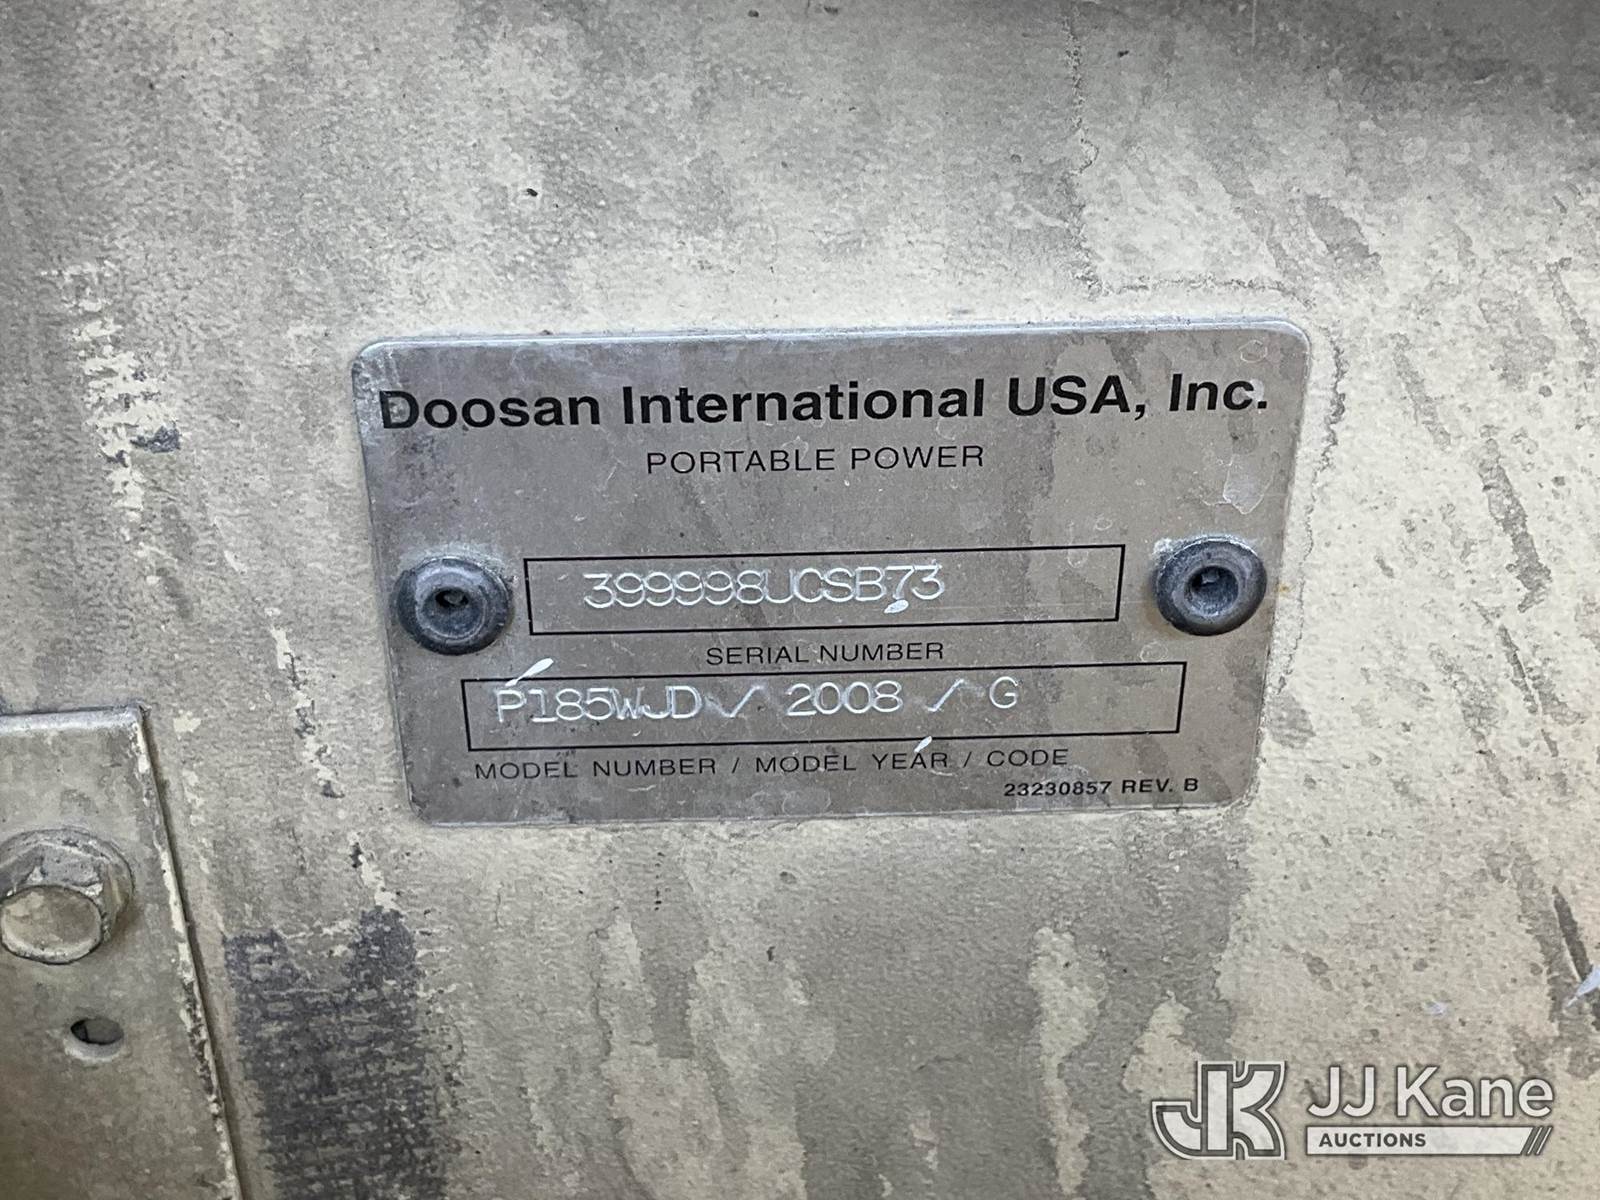 Doosan International USA, Inc.
PORTABLE POWER
399998UCSB73
SERIAL NUMBER
P185WJD / 2008 / G
MODEL NUMBER / MODEL YEAR / CODE
23230857 REV. B
JK JJ Kane
AUCTIONS